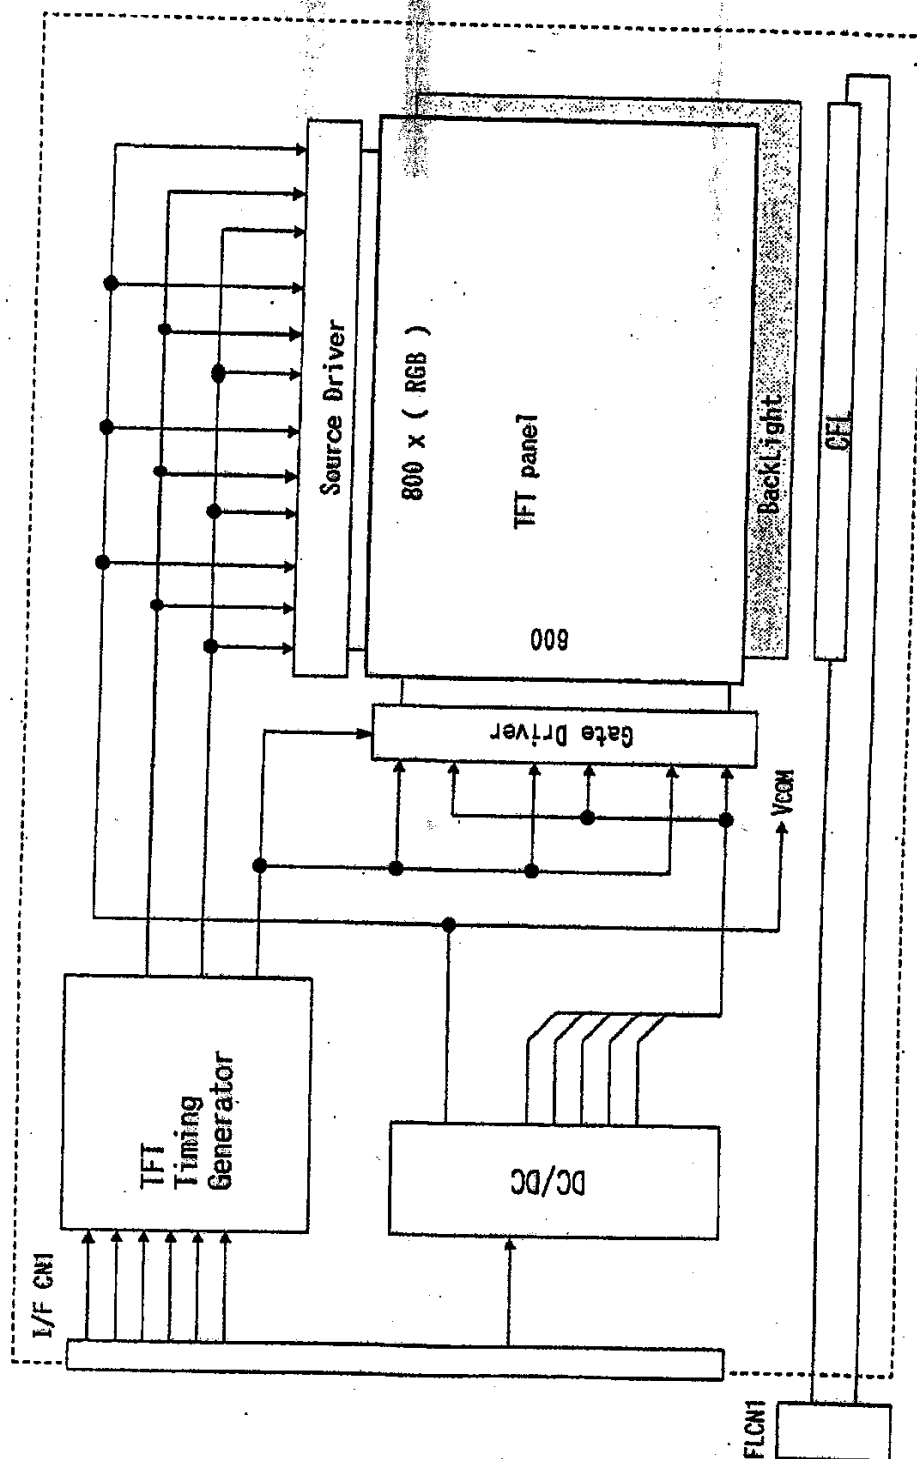 I/F CN1
TFT
Timing
Generator
DC/DC
Source Driver
800 x ( RGB )
TFT panel
600
Gate Driver
VCOM
BackLight
CFL
FLCN1